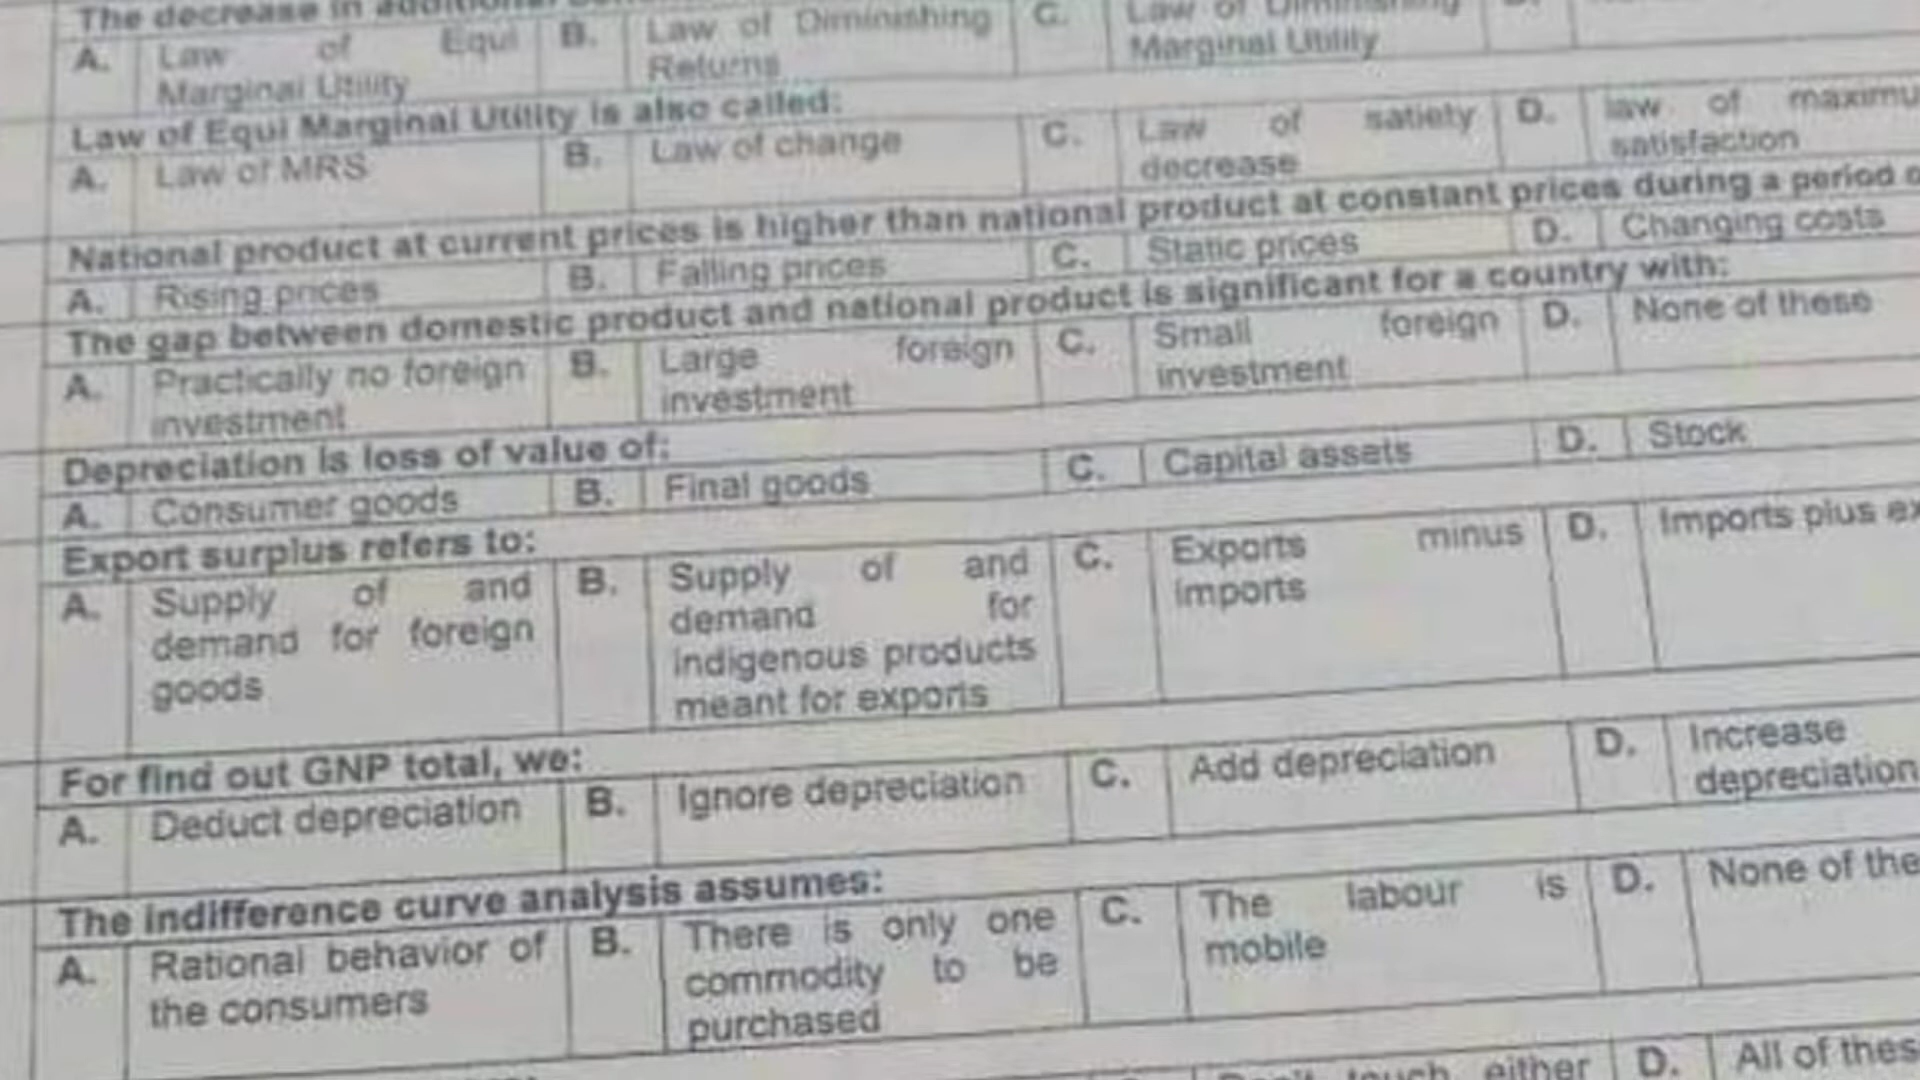 The decrease in additional
A. Law of Equi Marginal Utility B. Law of Diminishing Returns C. Law of Diminishing Marginal Utility
Law of Equi Marginal Utility is also called:
A. Law of MRS B. Law of change C. Law of satiety decrease D. law of satisfaction
National product at current prices is higher than national product at constant prices during a period
A. Rising prices B. Falling prices C. Static prices D. Changing costs
The gap between domestic product and national product is significant for a country with:
A. Practically no foreign investment B. Large foreign investment C. Small foreign investment D. None of these
Depreciation is loss of value of:
A. Consumer goods B. Final goods C. Capital assets D. Stock
Export surplus refers to:
A. Supply of and demand for foreign goods B. Supply of and demand for indigenous products meant for exports C. Exports minus imports D. Imports plus
For find out GNP total, we:
A. Deduct depreciation B. Ignore depreciation C. Add depreciation D. Increase depreciation
The indifference curve analysis assumes:
A. Rational behavior of the consumers B. There is only one commodity to be purchased C. The labour is mobile D. None of
touch either D. All of